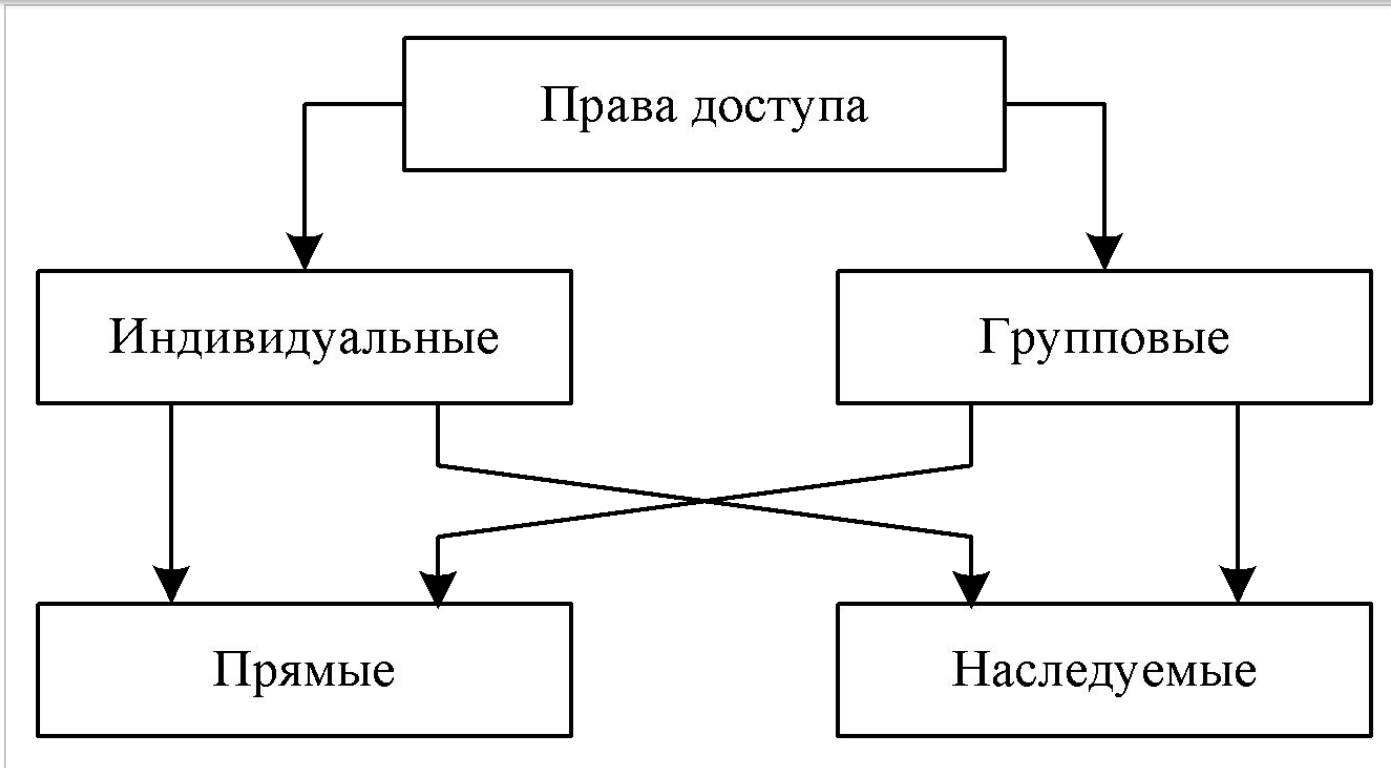 Права доступа
Индивидуальные
Групповые
Прямые
Наследуемые